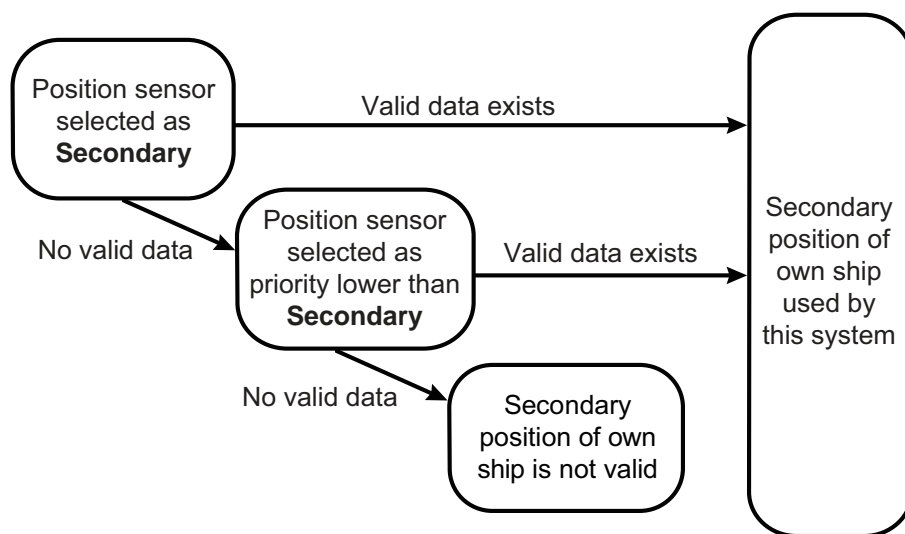 Position sensor
selected as
Secondary
Valid data exists
No valid data
Position sensor
selected as
priority lower than
Secondary
Valid data exists
No valid data
Secondary
position of own
ship is not valid
Secondary
position of
own ship
used by
this system